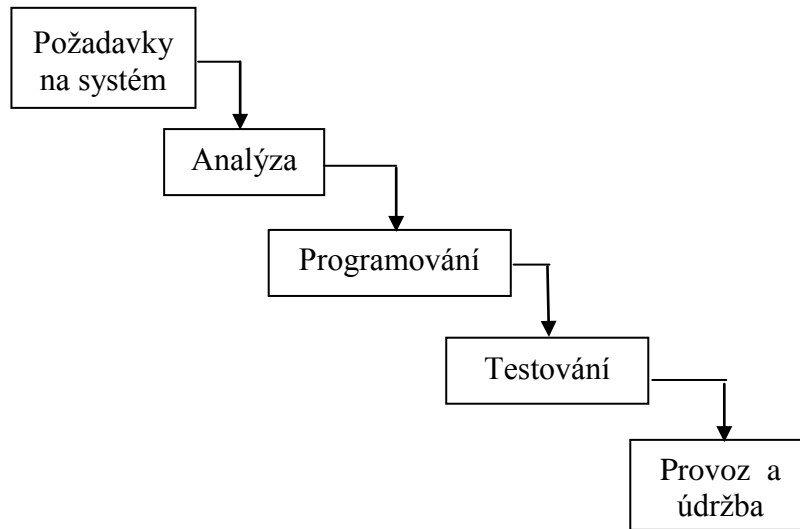 Požadavky
na systém
Analýza
Programování
Testování
Provoz a
údržba